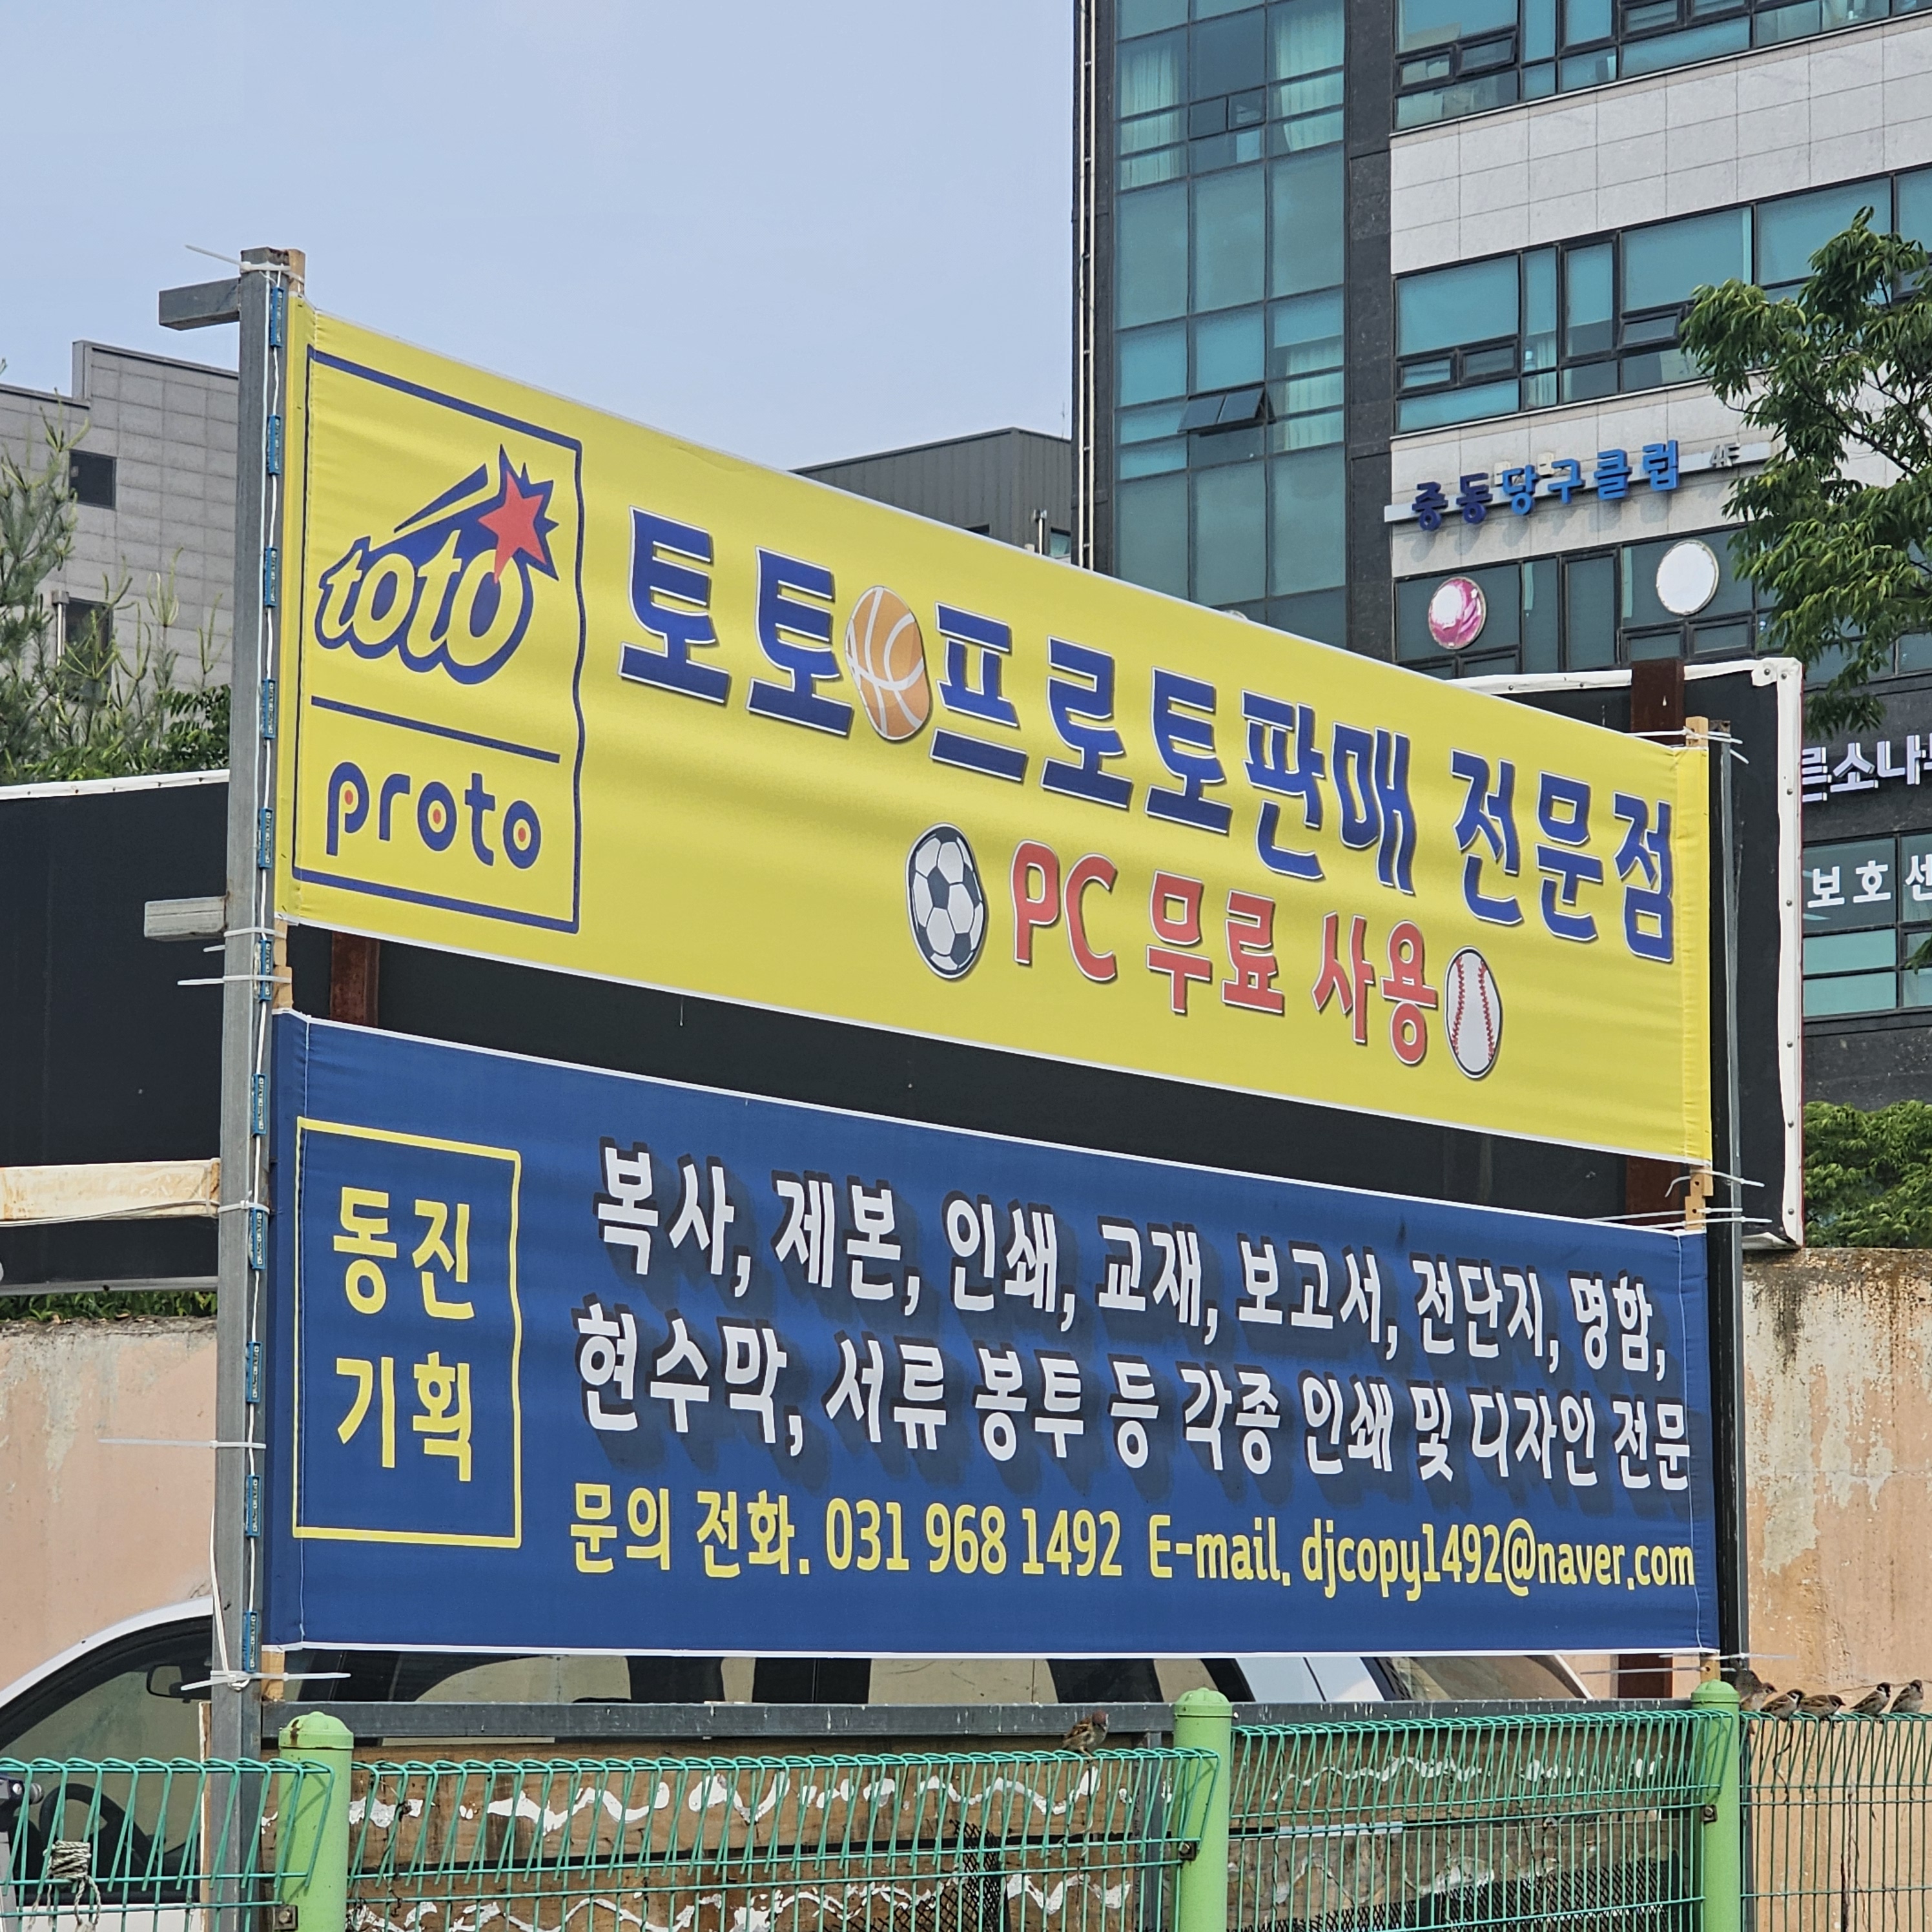 중동당구클럽 4F
toto
proto
토토 프로토판매 전문점
PC 무료 사용
보호
동진
기획
복사, 제본, 인쇄, 교재, 보고서, 전단지, 명함,
현수막, 서류 봉투 등 각종 인쇄 및 디자인 전문
문의 전화. 031 968 1492 E-mail. djcopy1492@naver.com